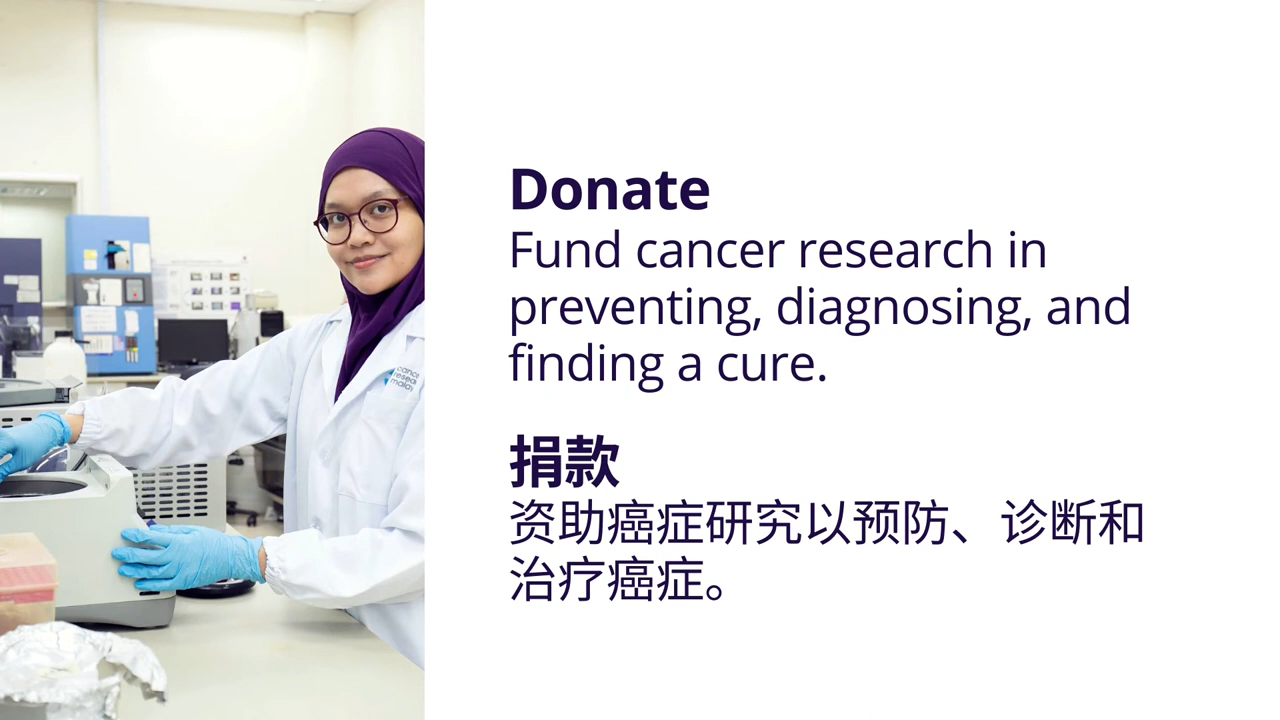 Donate
Fund cancer research in
preventing, diagnosing, and
finding a cure.
捐款
资助癌症研究以预防、诊断和
治疗癌症。